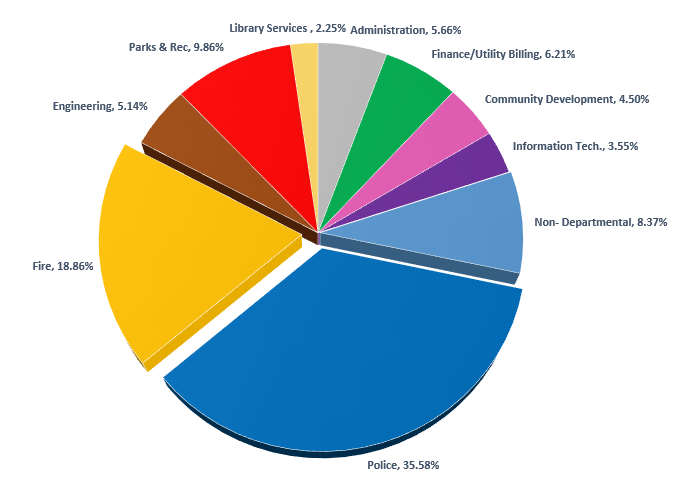 Library Services , 2.25%
Administration, 5.66%
Parks & Rec, 9.86%
Finance/Utility Billing, 6.21%
Engineering, 5.14%
Community Development, 4.50%
Information Tech., 3.55%
Non- Departmental, 8.37%
Fire, 18.86%
Police, 35.58%